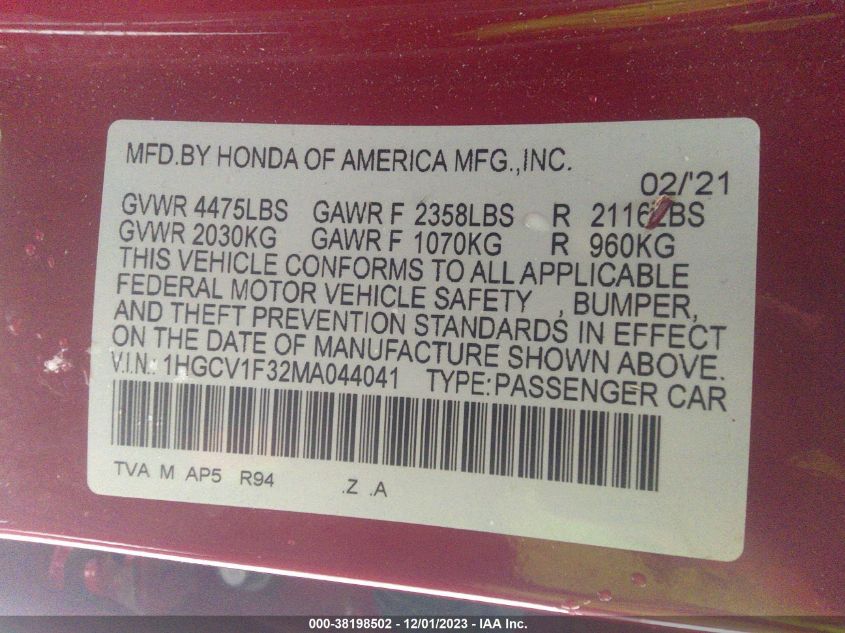 MFD.BY HONDA OF AMERICA MFG.,INC.
02/'21
GVWR 4475LBS GAWR F 2358LBS R 2116LBS
GVWR 2030KG GAWR F 1070KG R 960KG
THIS VEHICLE CONFORMS TO ALL APPLICABLE
FEDERAL MOTOR VEHICLE SAFETY , BUMPER,
AND THEFT PREVENTION STANDARDS IN EFFECT
ON THE DATE OF MANUFACTURE SHOWN ABOVE.
V.I.N.: 1HGCV1F32MA044041 TYPE:PASSENGER CAR
TVA M AP5 R94 .Z .A
000-38198502 - 12/01/2023 - IAA Inc.